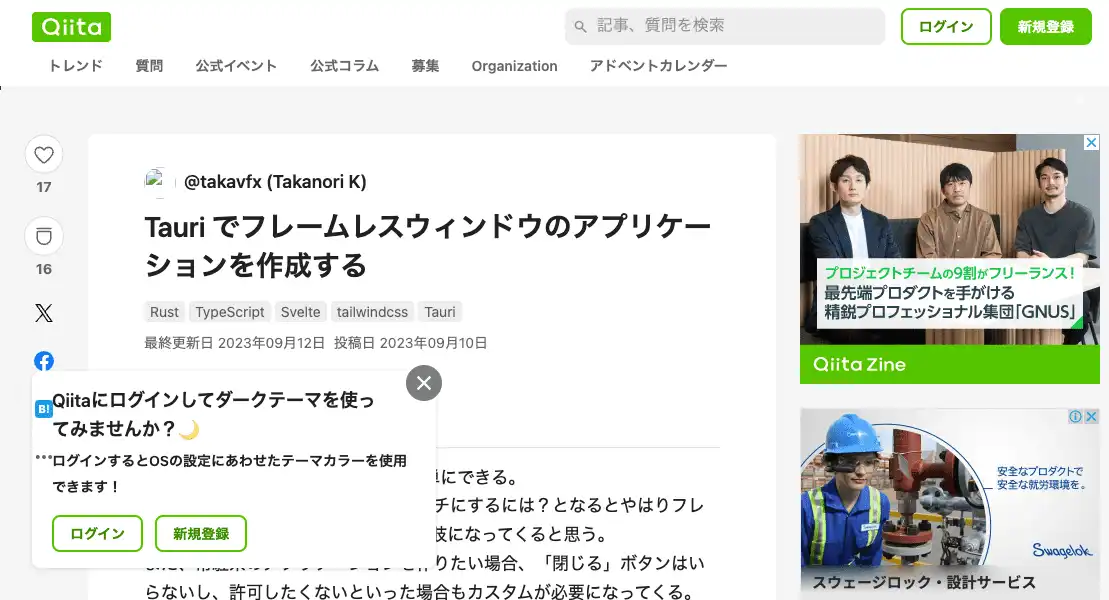 Qiita
記事、質問を検索
ログイン
新規登録
トレンド 質問 公式イベント 公式コラム 募集 Organization アドベントカレンダー
17
16
@takavfx (Takanori K)
Tauri でフレームレスウィンドウのアプリケー
ションを作成する
Rust TypeScript Svelte tailwindcss Tauri
最終更新日 2023年09月12日 投稿日 2023年09月10日
B!
Qiitaにログインしてダークテーマを使っ
てみませんか？🌙
ログインするとOSの設定にあわせたテーマカラーを使用
できます！
ログイン
新規登録
にできる。
チにするには？となるとやはりフレ
になってくると思う。
りたい場合、「閉じる」ボタンはい
らないし、許可したくないといった場合もカスタムが必要になってくる。
プロジェクトチームの9割がフリーランス！
最先端プロダクトを手がける
精鋭プロフェッショナル集団「GNUS」
Qiita Zine
安全なプロダクトで
安全な就労環境を。
Swagelok
スウェージロック・設計サービス